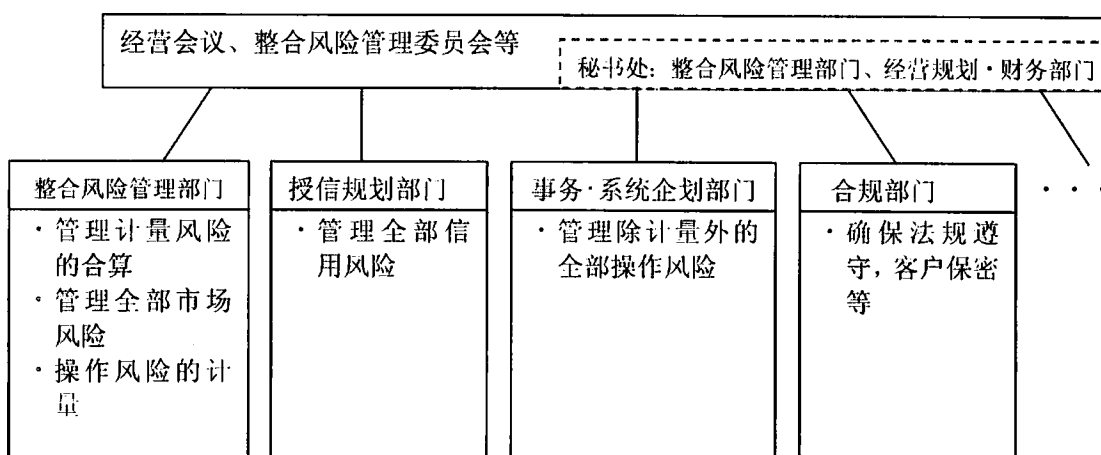 经营会议、整合风险管理委员会等
秘书处：整合风险管理部门、经营规划·财务部门
整合风险管理部门
·管理计量风险
的合算
·管理全部市场
风险
·操作风险的计
量
授信规划部门
·管理全部信
用风险
事务·系统企划部门
·管理除计量外的
全部操作风险
合规部门
·确保法规遵
守，客户保密
等
···